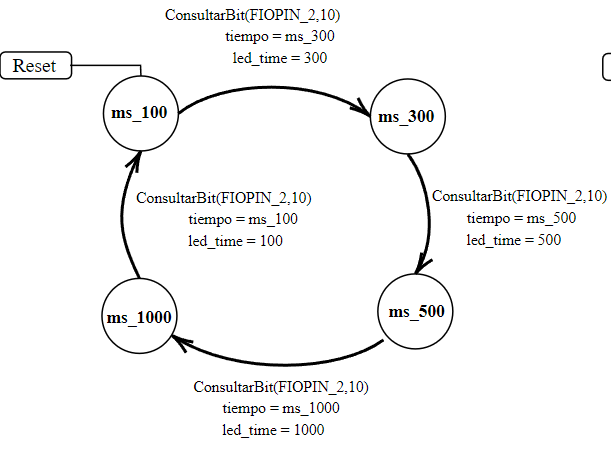 ConsultarBit(FIOPIN_2,10)
tiempo = ms_300
led_time = 300
Reset
ms_100
ms_300
ConsultarBit(FIOPIN_2,10)
tiempo = ms_100
led_time = 100
ConsultarBit(FIOPIN_2,10)
tiempo = ms_500
led_time = 500
ms_1000
ms_500
ConsultarBit(FIOPIN_2,10)
tiempo = ms_1000
led_time = 1000